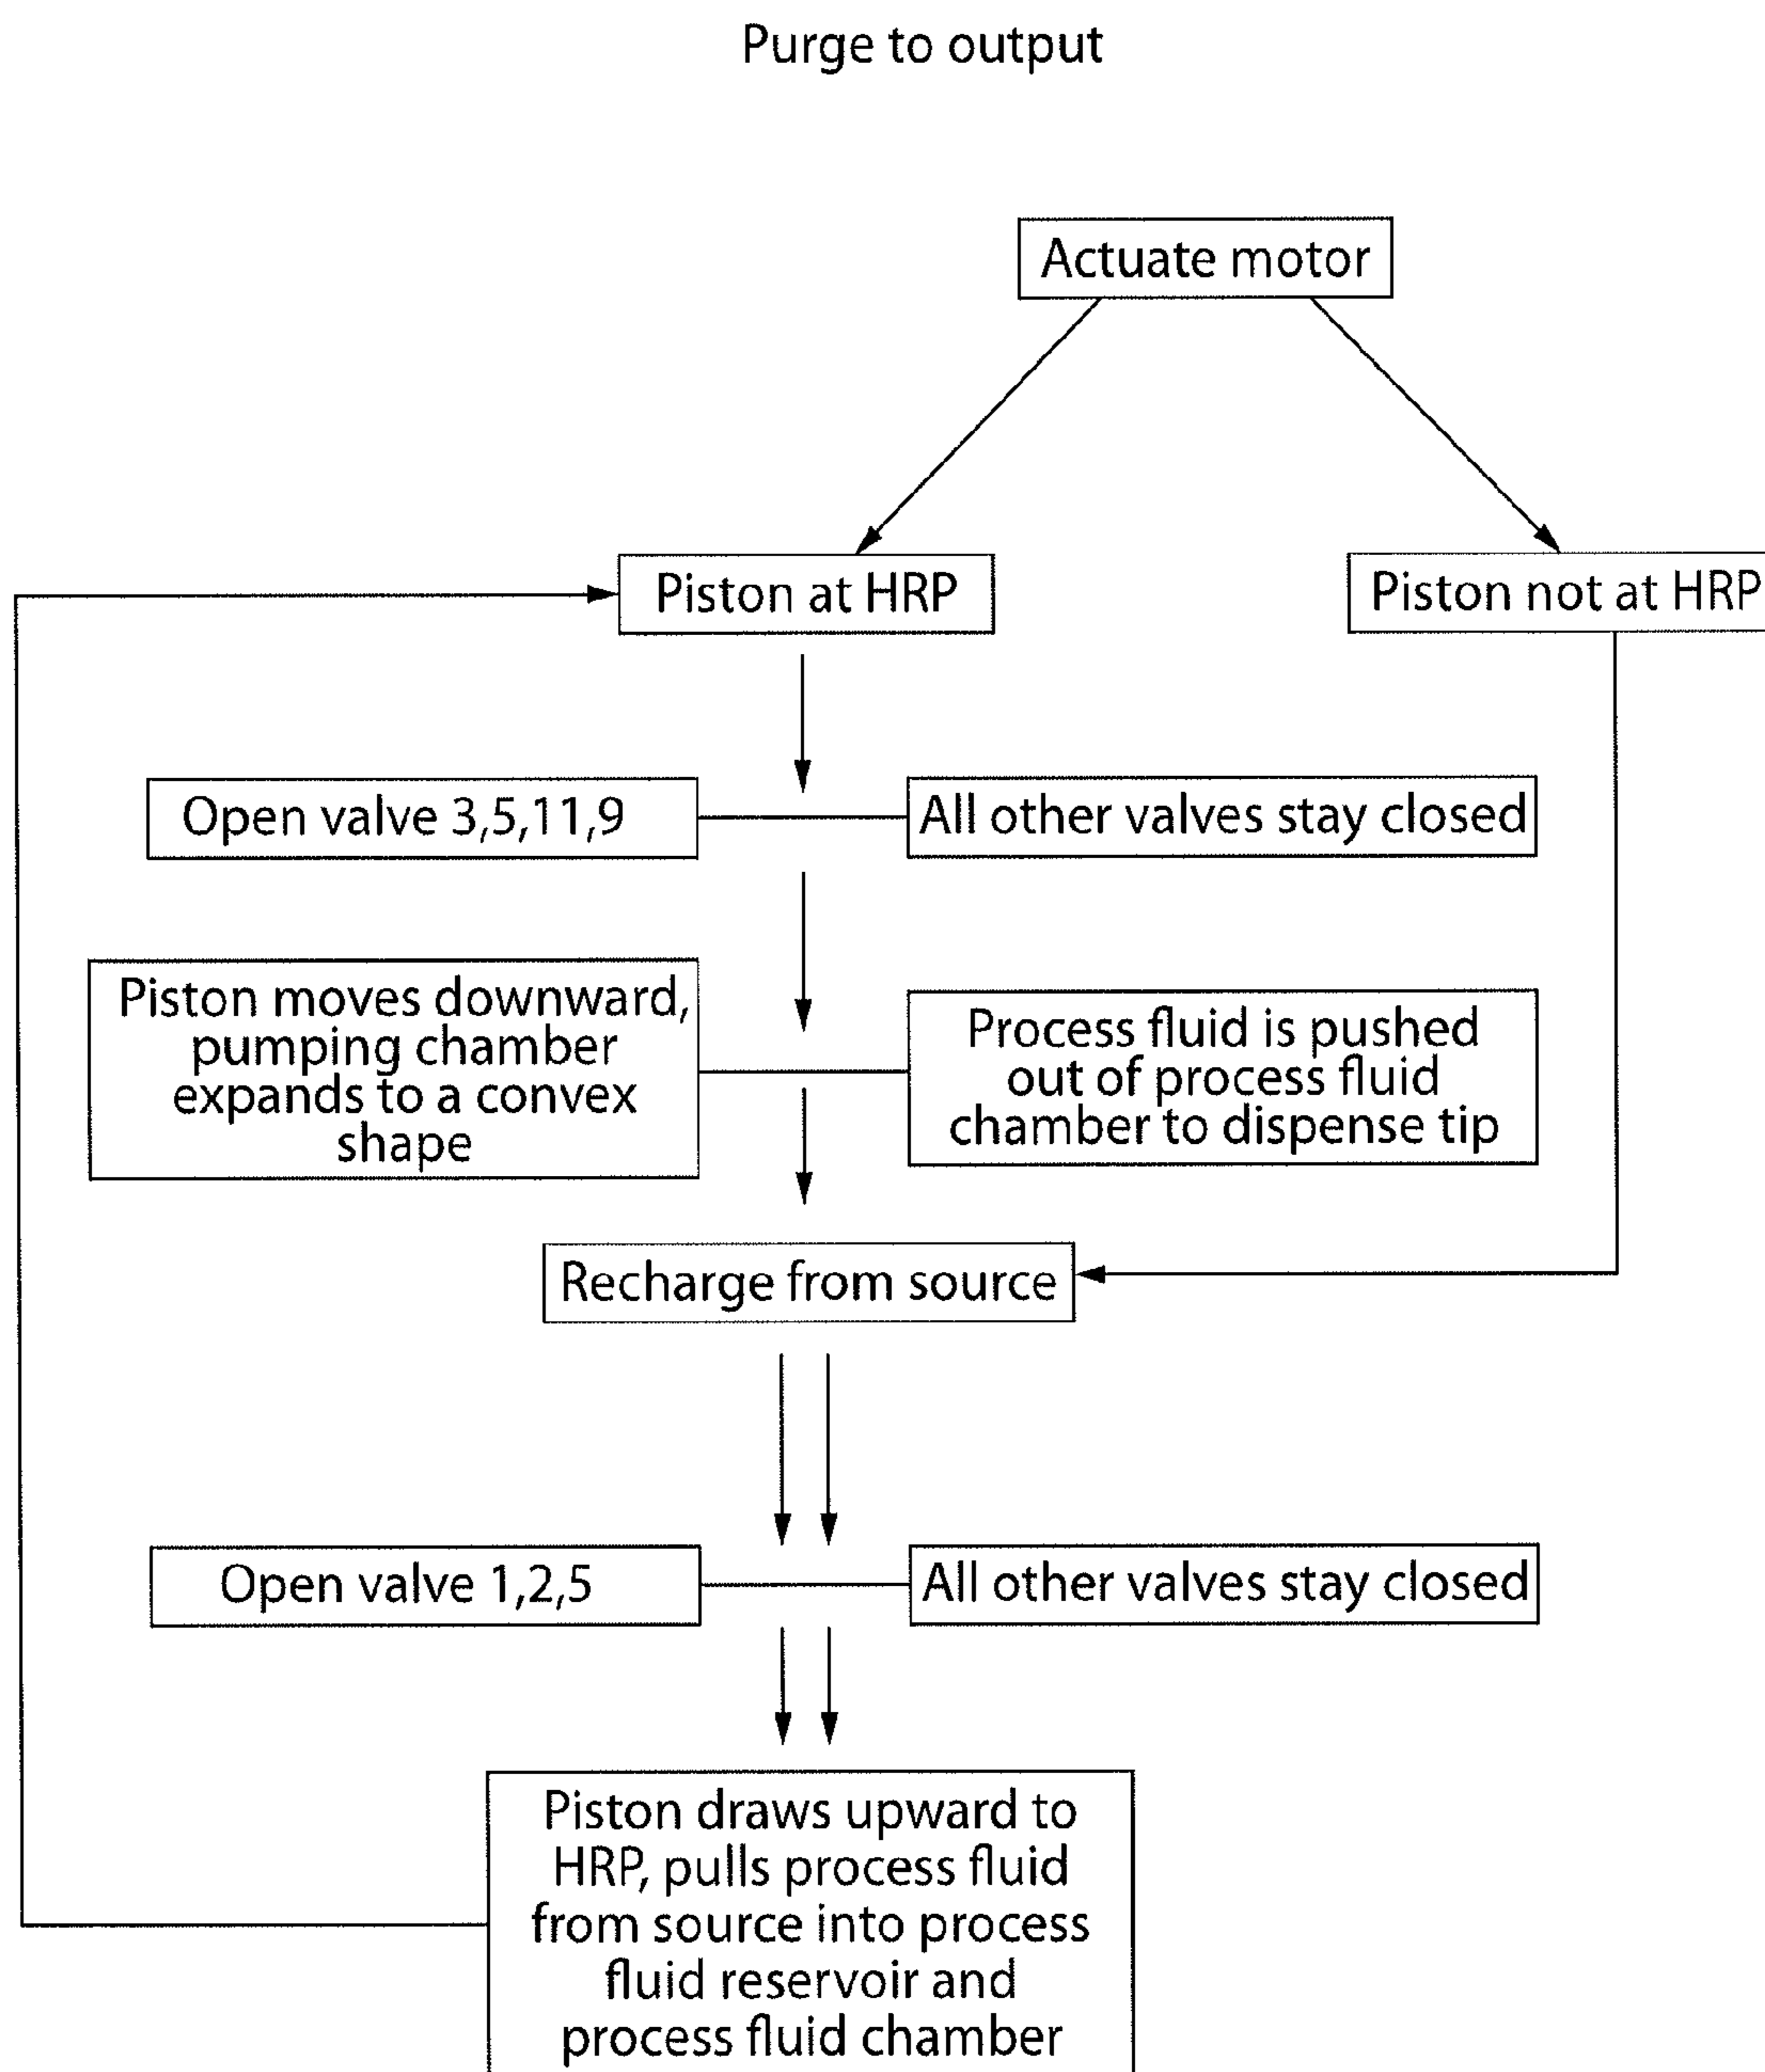 Purge to output
Actuate motor
Piston at HRP
Piston not at HRP
Open valve 3,5,11,9
All other valves stay closed
Piston moves downward,
pumping chamber
expands to a convex
shape
Process fluid is pushed
out of process fluid
chamber to dispense tip
Recharge from source
Open valve 1,2,5
All other valves stay closed
Piston draws upward to
HRP, pulls process fluid
from source into process
fluid reservoir and
process fluid chamber